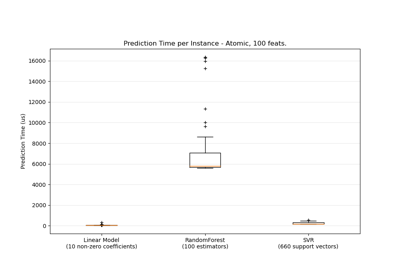 Prediction Time per Instance - Atomic, 100 feats.
16000
14000
12000
10000
8000
6000
4000
2000
0
Prediction Time (us)
Linear Model
(10 non-zero coefficients)
RandomForest
(100 estimators)
SVR
(660 support vectors)